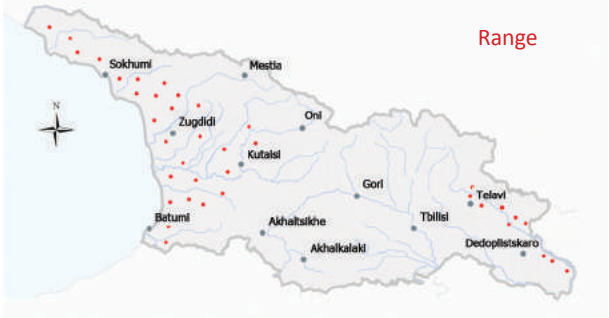 Range
Sokhumi
Mestia
N
Zugdidi
Oni
Kutaisi
Gori
Telavi
Batumi
Akhaltsikhe
Tbilisi
Dedoplistskaro
Akhalkalaki